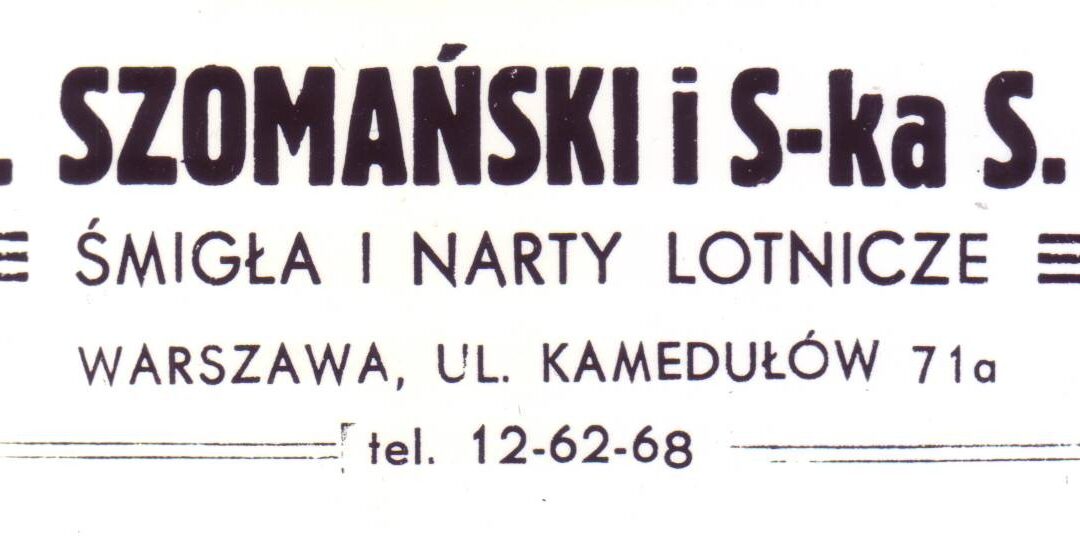 . SZOMAŃSKI i S-ka S.
ŚMIGŁA I NARTY LOTNICZE
WARSZAWA, UL. KAMEDUŁÓW 71a
tel. 12-62-68